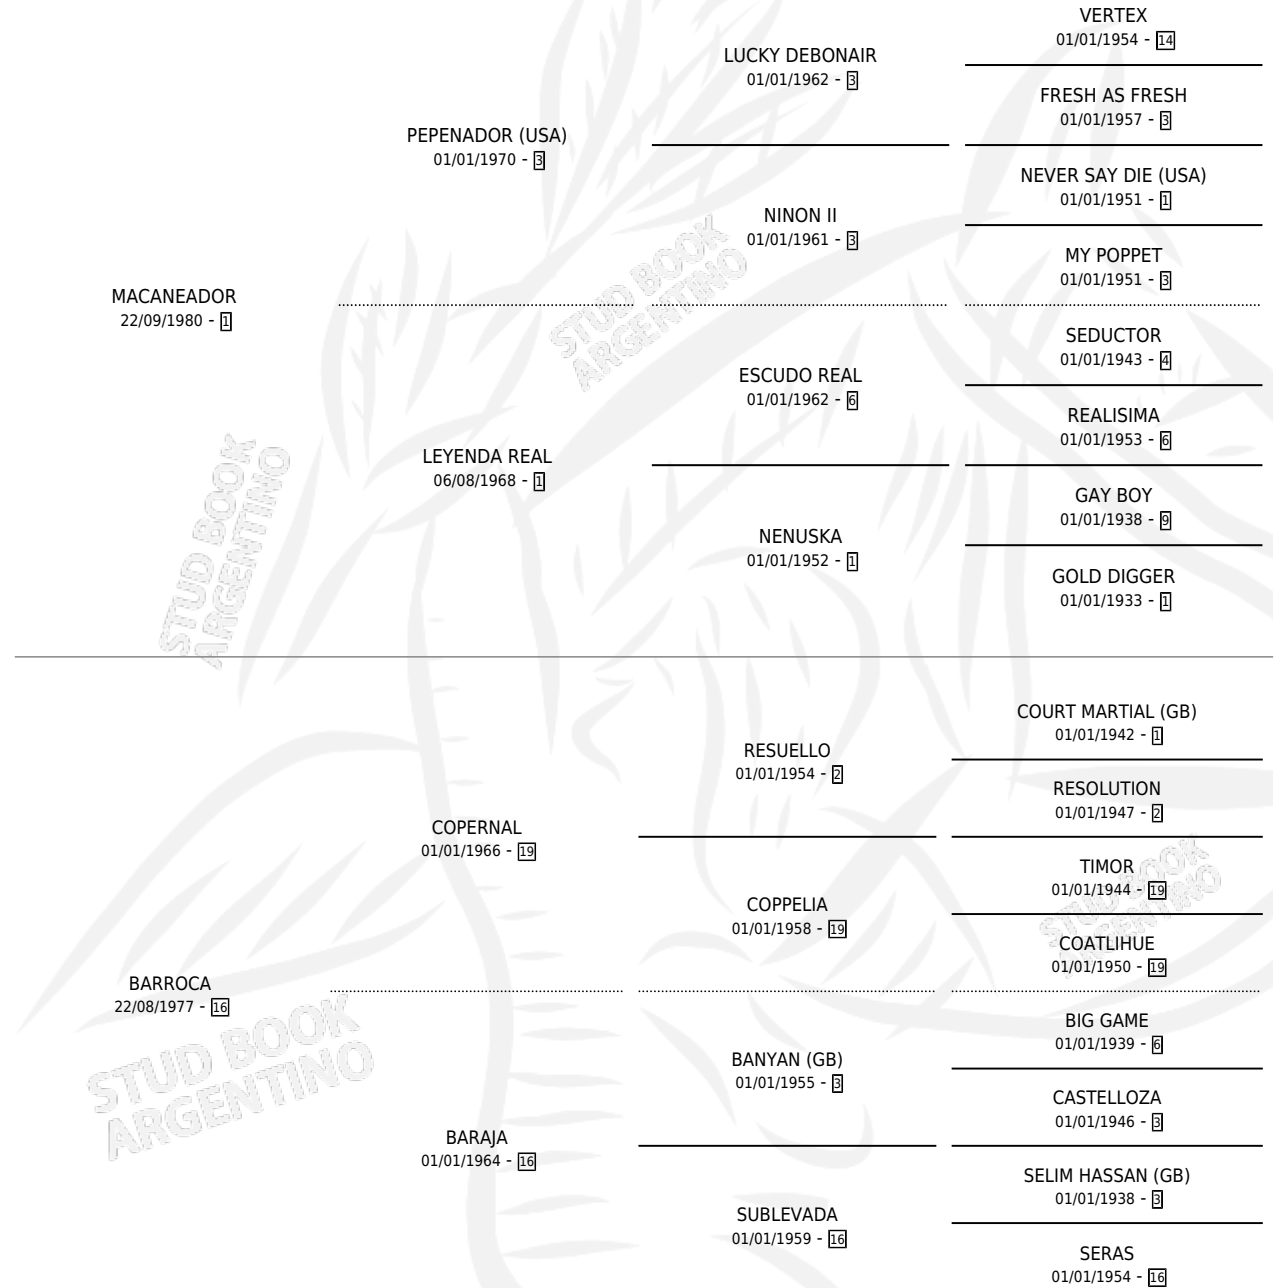 VERTEX
01/01/1954 - 14
LUCKY DEBONAIR
01/01/1962 - 3
FRESH AS FRESH
01/01/1957 - 3
PEPENADOR (USA)
01/01/1970 - 3
NEVER SAY DIE (USA)
01/01/1951 - 1
NINON II
01/01/1961 - 3
MY POPPET
01/01/1951 - 3
MACANEADOR
22/09/1980 - 1
STUD BOOK
ARGENTINO
SEDUCTOR
01/01/1943 - 4
ESCUDO REAL
01/01/1962 - 6
REALISIMA
01/01/1953 - 6
LEYENDA REAL
06/08/1968 - 1
GAY BOY
01/01/1938 - 9
NENUSKA
01/01/1952 - 1
GOLD DIGGER
01/01/1933 - 1
STUD BOOK
ARGENTINO
COURT MARTIAL (GB)
01/01/1942 - 1
RESUELLO
01/01/1954 - 2
RESOLUTION
01/01/1947 - 2
COPERNAL
01/01/1966 - 19
TIMOR
01/01/1944 - 19
COPPELIA
01/01/1958 - 19
STUD BOOK
ARGENTINO
COATLIHUE
01/01/1950 - 19
BARROCA
22/08/1977 - 16
BIG GAME
01/01/1939 - 6
BANYAN (GB)
01/01/1955 - 3
STUD BOOK
ARGENTINO
CASTELLOZA
01/01/1946 - 3
BARAJA
01/01/1964 - 16
SELIM HASSAN (GB)
01/01/1938 - 3
SUBLEVADA
01/01/1959 - 16
SERAS
01/01/1954 - 16